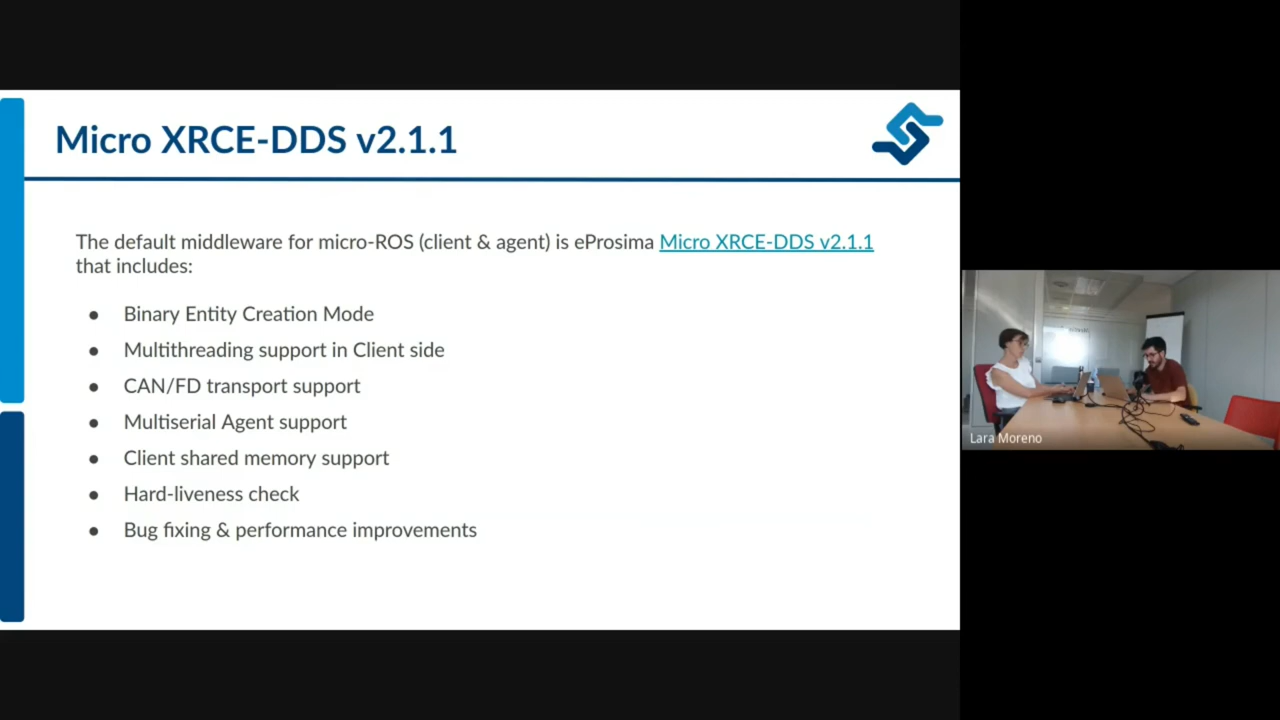 Micro XRCE-DDS v2.1.1
The default middleware for micro-ROS (client & agent) is eProsima Micro XRCE-DDS v2.1.1
that includes:
● Binary Entity Creation Mode
● Multithreading support in Client side
● CAN/FD transport support
● Multiserial Agent support
● Client shared memory support
● Hard-liveness check
● Bug fixing & performance improvements
Lara Moreno